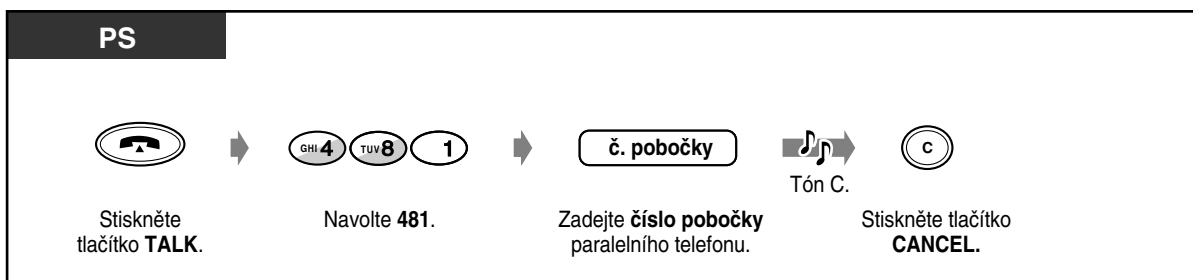 PS
GHI 4 TUV 8 1
č. pobočky
C
Tón C.
Stiskněte
tlačítko TALK.
Navolte 481.
Zadejte číslo pobočky
paralelního telefonu.
Stiskněte tlačítko
CANCEL.